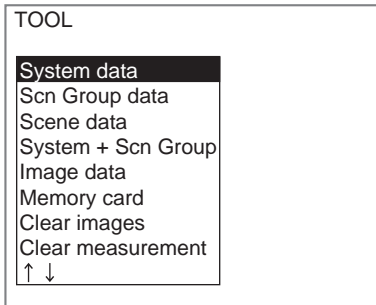 TOOL
System data
Scn Group data
Scene data
System + Scn Group
Image data
Memory card
Clear images
Clear measurement
↑ ↓